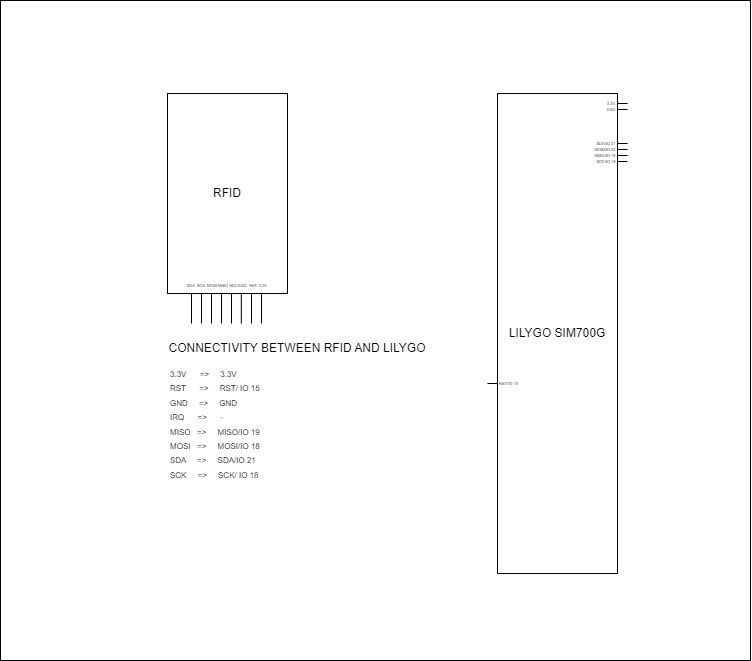 3.3V
GND
SDA/IO 21
MOSI/IO 23
MISO/IO 19
SCK/IO 18
RFID
SDA SCK MOSI MISO IRQ GND RST 3.3V
LILYGO SIM700G
CONNECTIVITY BETWEEN RFID AND LILYGO
3.3V => 3.3V
RST => RST/ IO 15
RST/IO 15
GND => GND
IRQ => -
MISO => MISO/IO 19
MOSI => MOSI/IO 18
SDA => SDA/IO 21
SCK => SCK/ IO 18